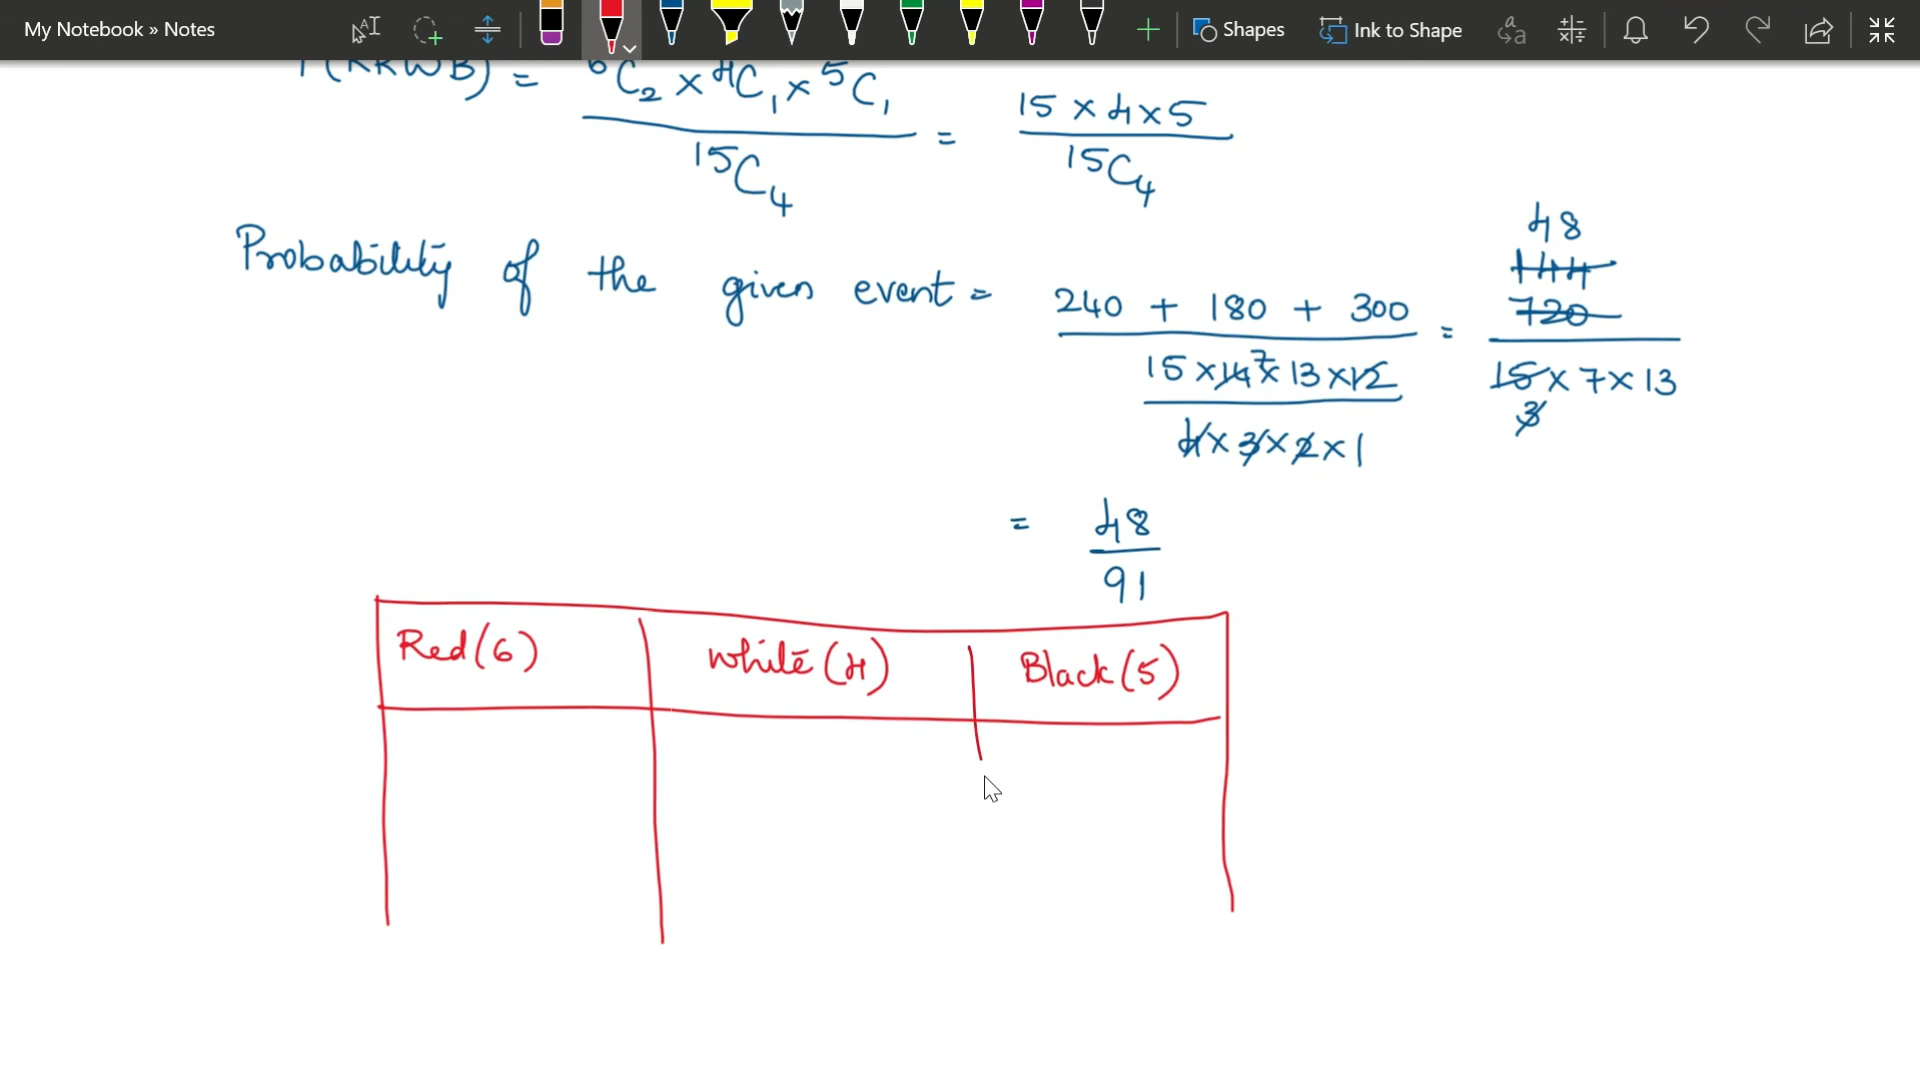 My Notebook » Notes
Shapes
Ink to Shape
P(RRWB) = ⁶C₂ × ⁴C₁ × ⁵C₁ / ¹⁵C₄ = 15 × 4 × 5 / ¹⁵C₄
Probability of the given event = 240 + 180 + 300 / (15 × 14 × 13 × 12 / 4 × 3 × 2 × 1) = 720 / 15 × 7 × 13
7
144
48
3
= 48 / 91
Red(6) White(4) Black(5)